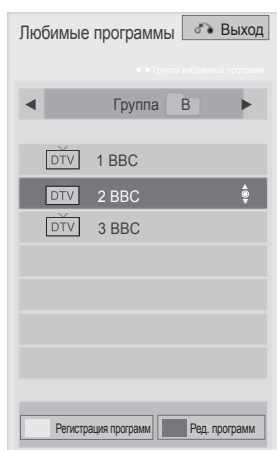 Любимые программы Выход
◄ ►Группа избранных программ
◄ Группа B ►
DTV 1 BBC
DTV 2 BBC
DTV 3 BBC
Регистрация программ Ред. программ